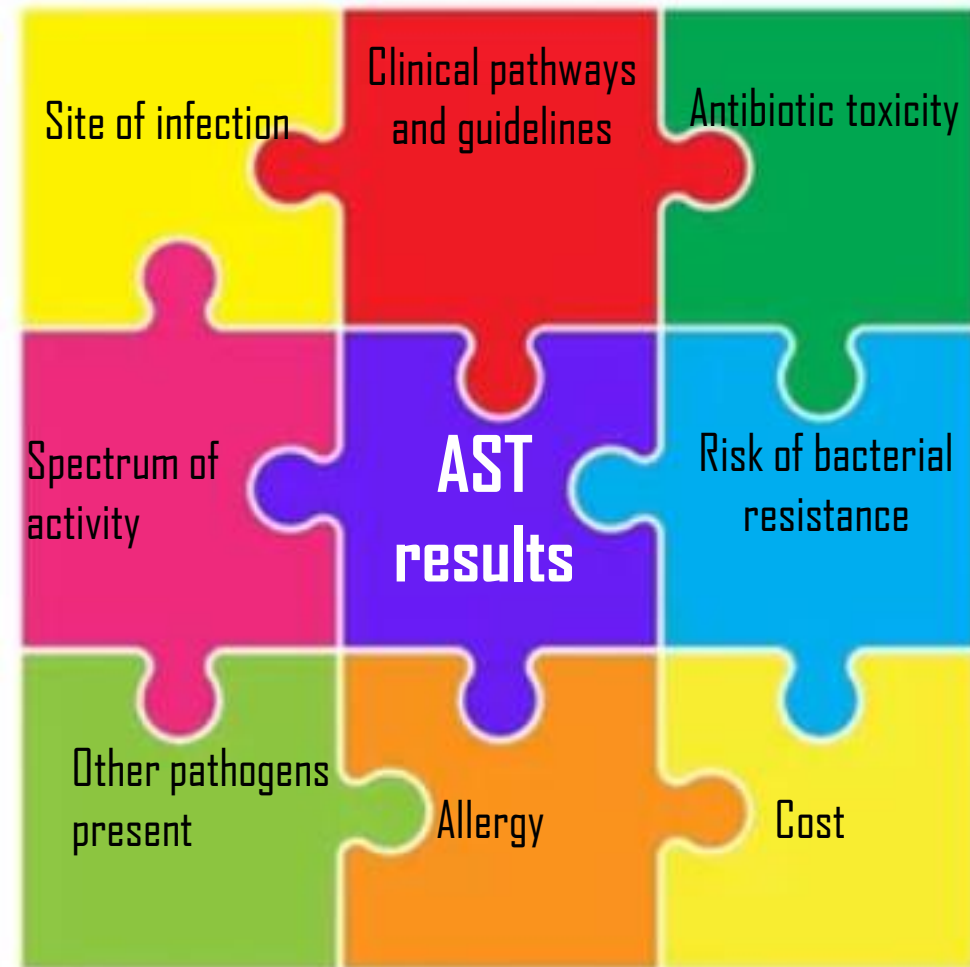 Site of infection
Clinical pathways
and guidelines
Antibiotic toxicity
Spectrum of
activity
AST
results
Risk of bacterial
resistance
Other pathogens
present
Allergy
Cost